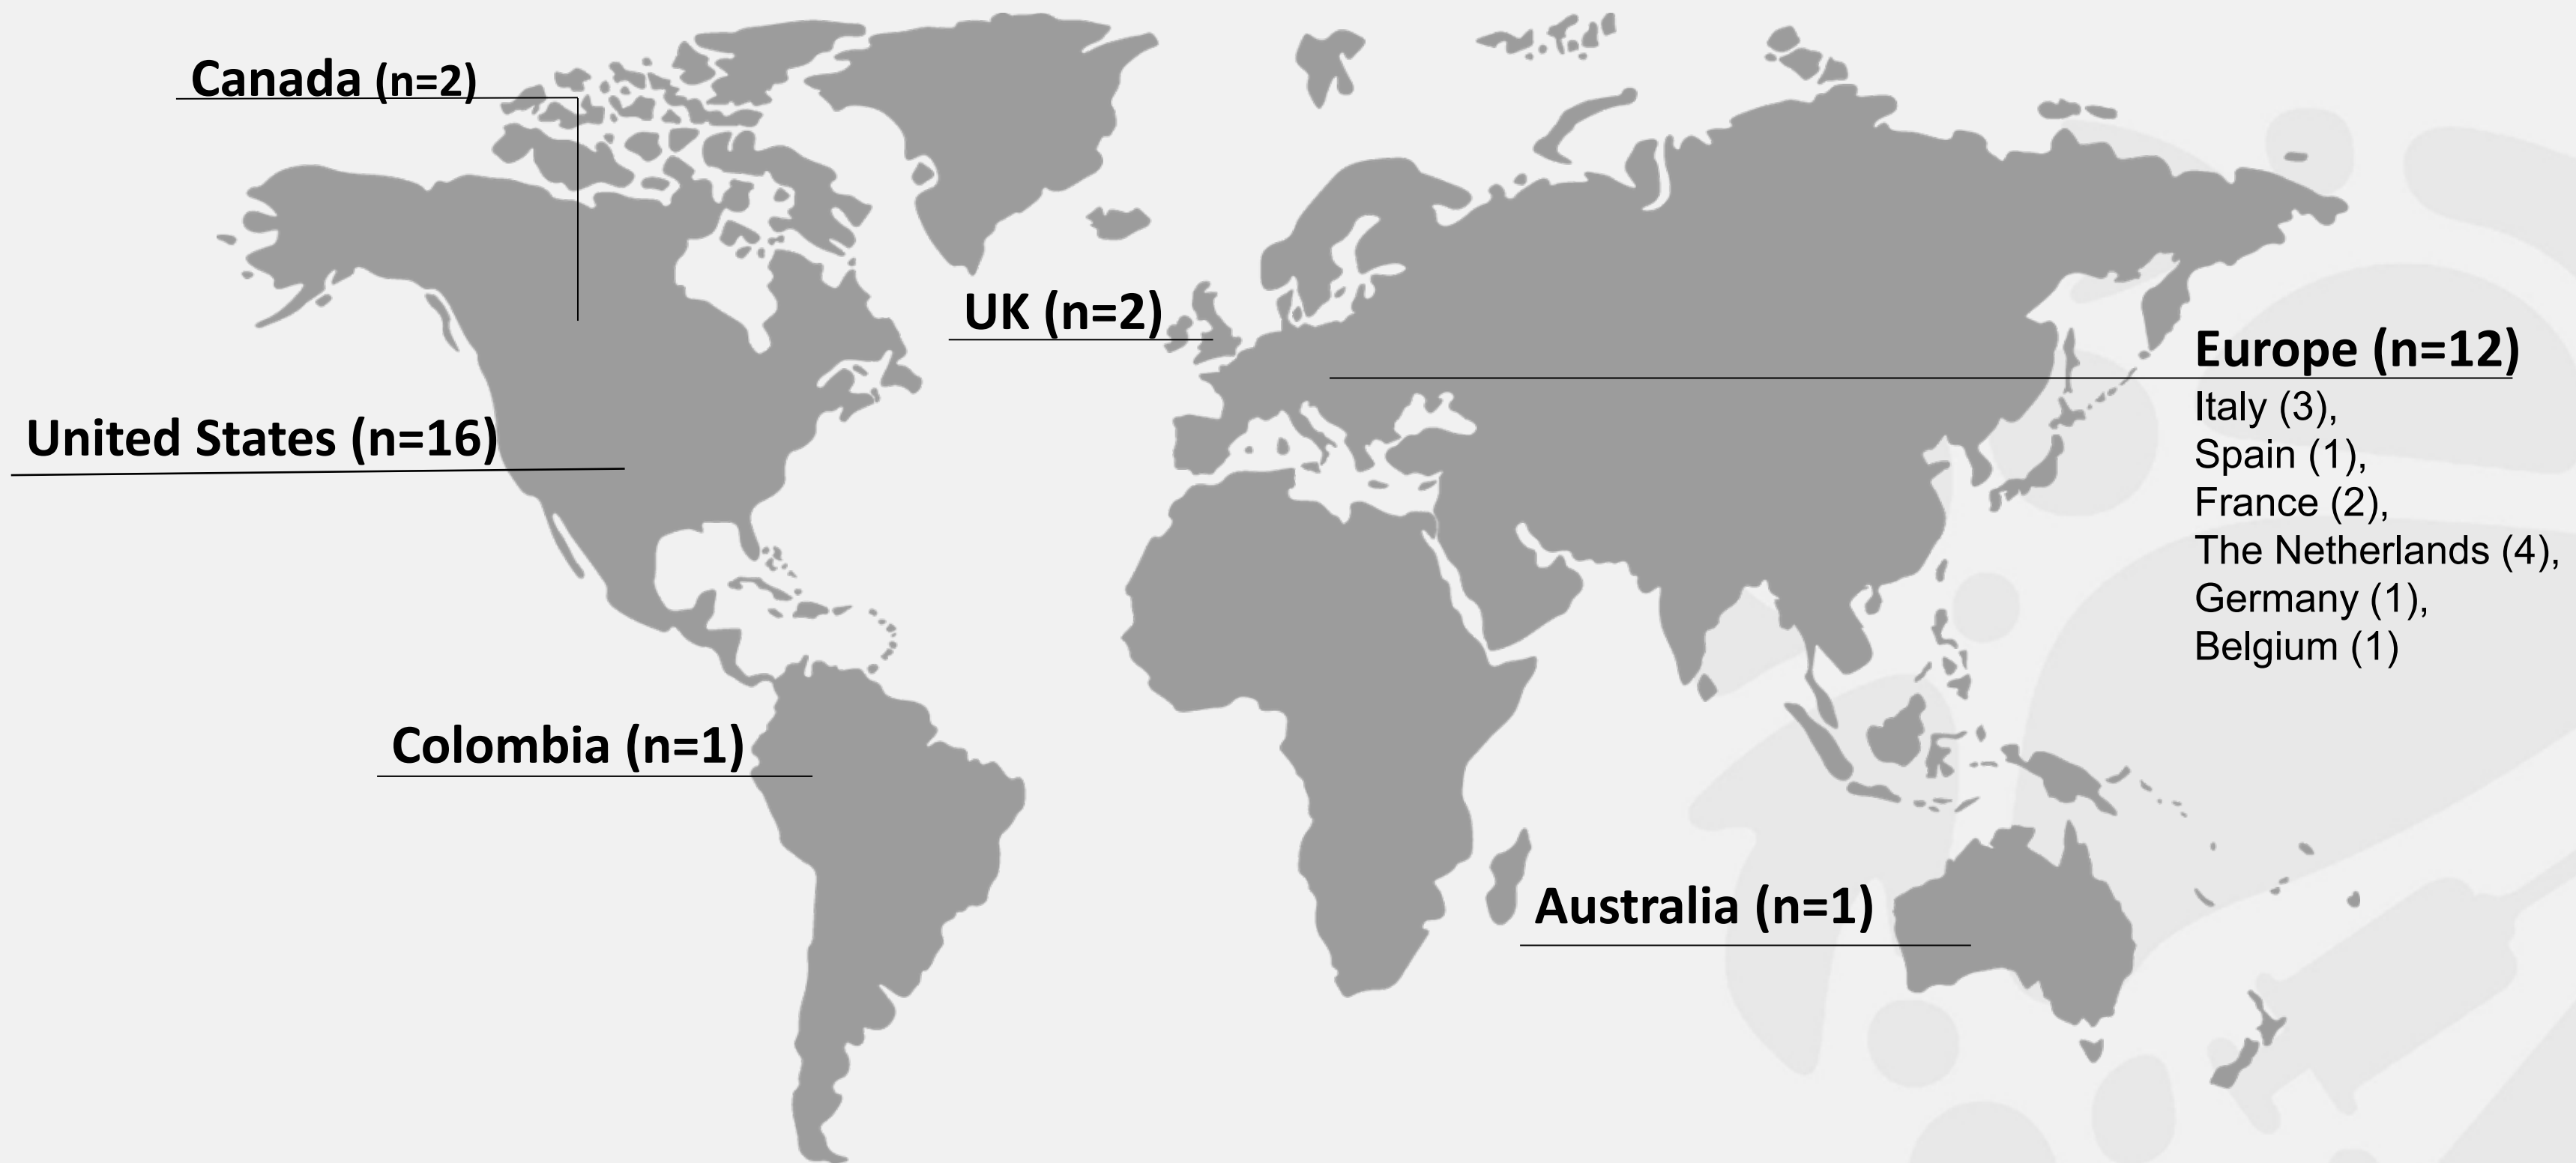 Canada (n=2)
UK (n=2)
Europe (n=12)
Italy (3),
Spain (1),
France (2),
The Netherlands (4),
Germany (1),
Belgium (1)
United States (n=16)
Colombia (n=1)
Australia (n=1)